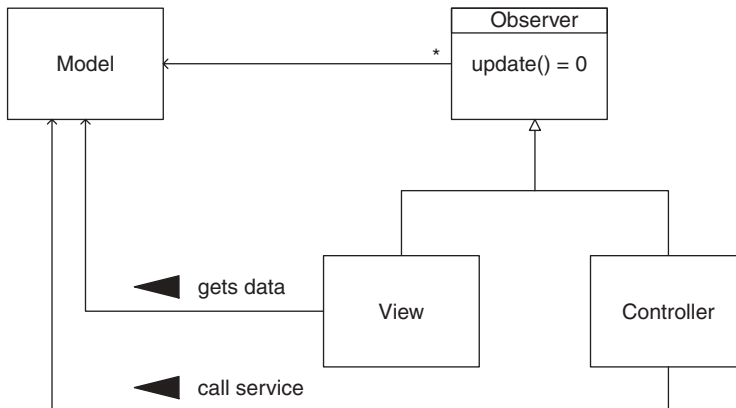 Observer
Model
*
update() = 0
gets data
View
Controller
call service